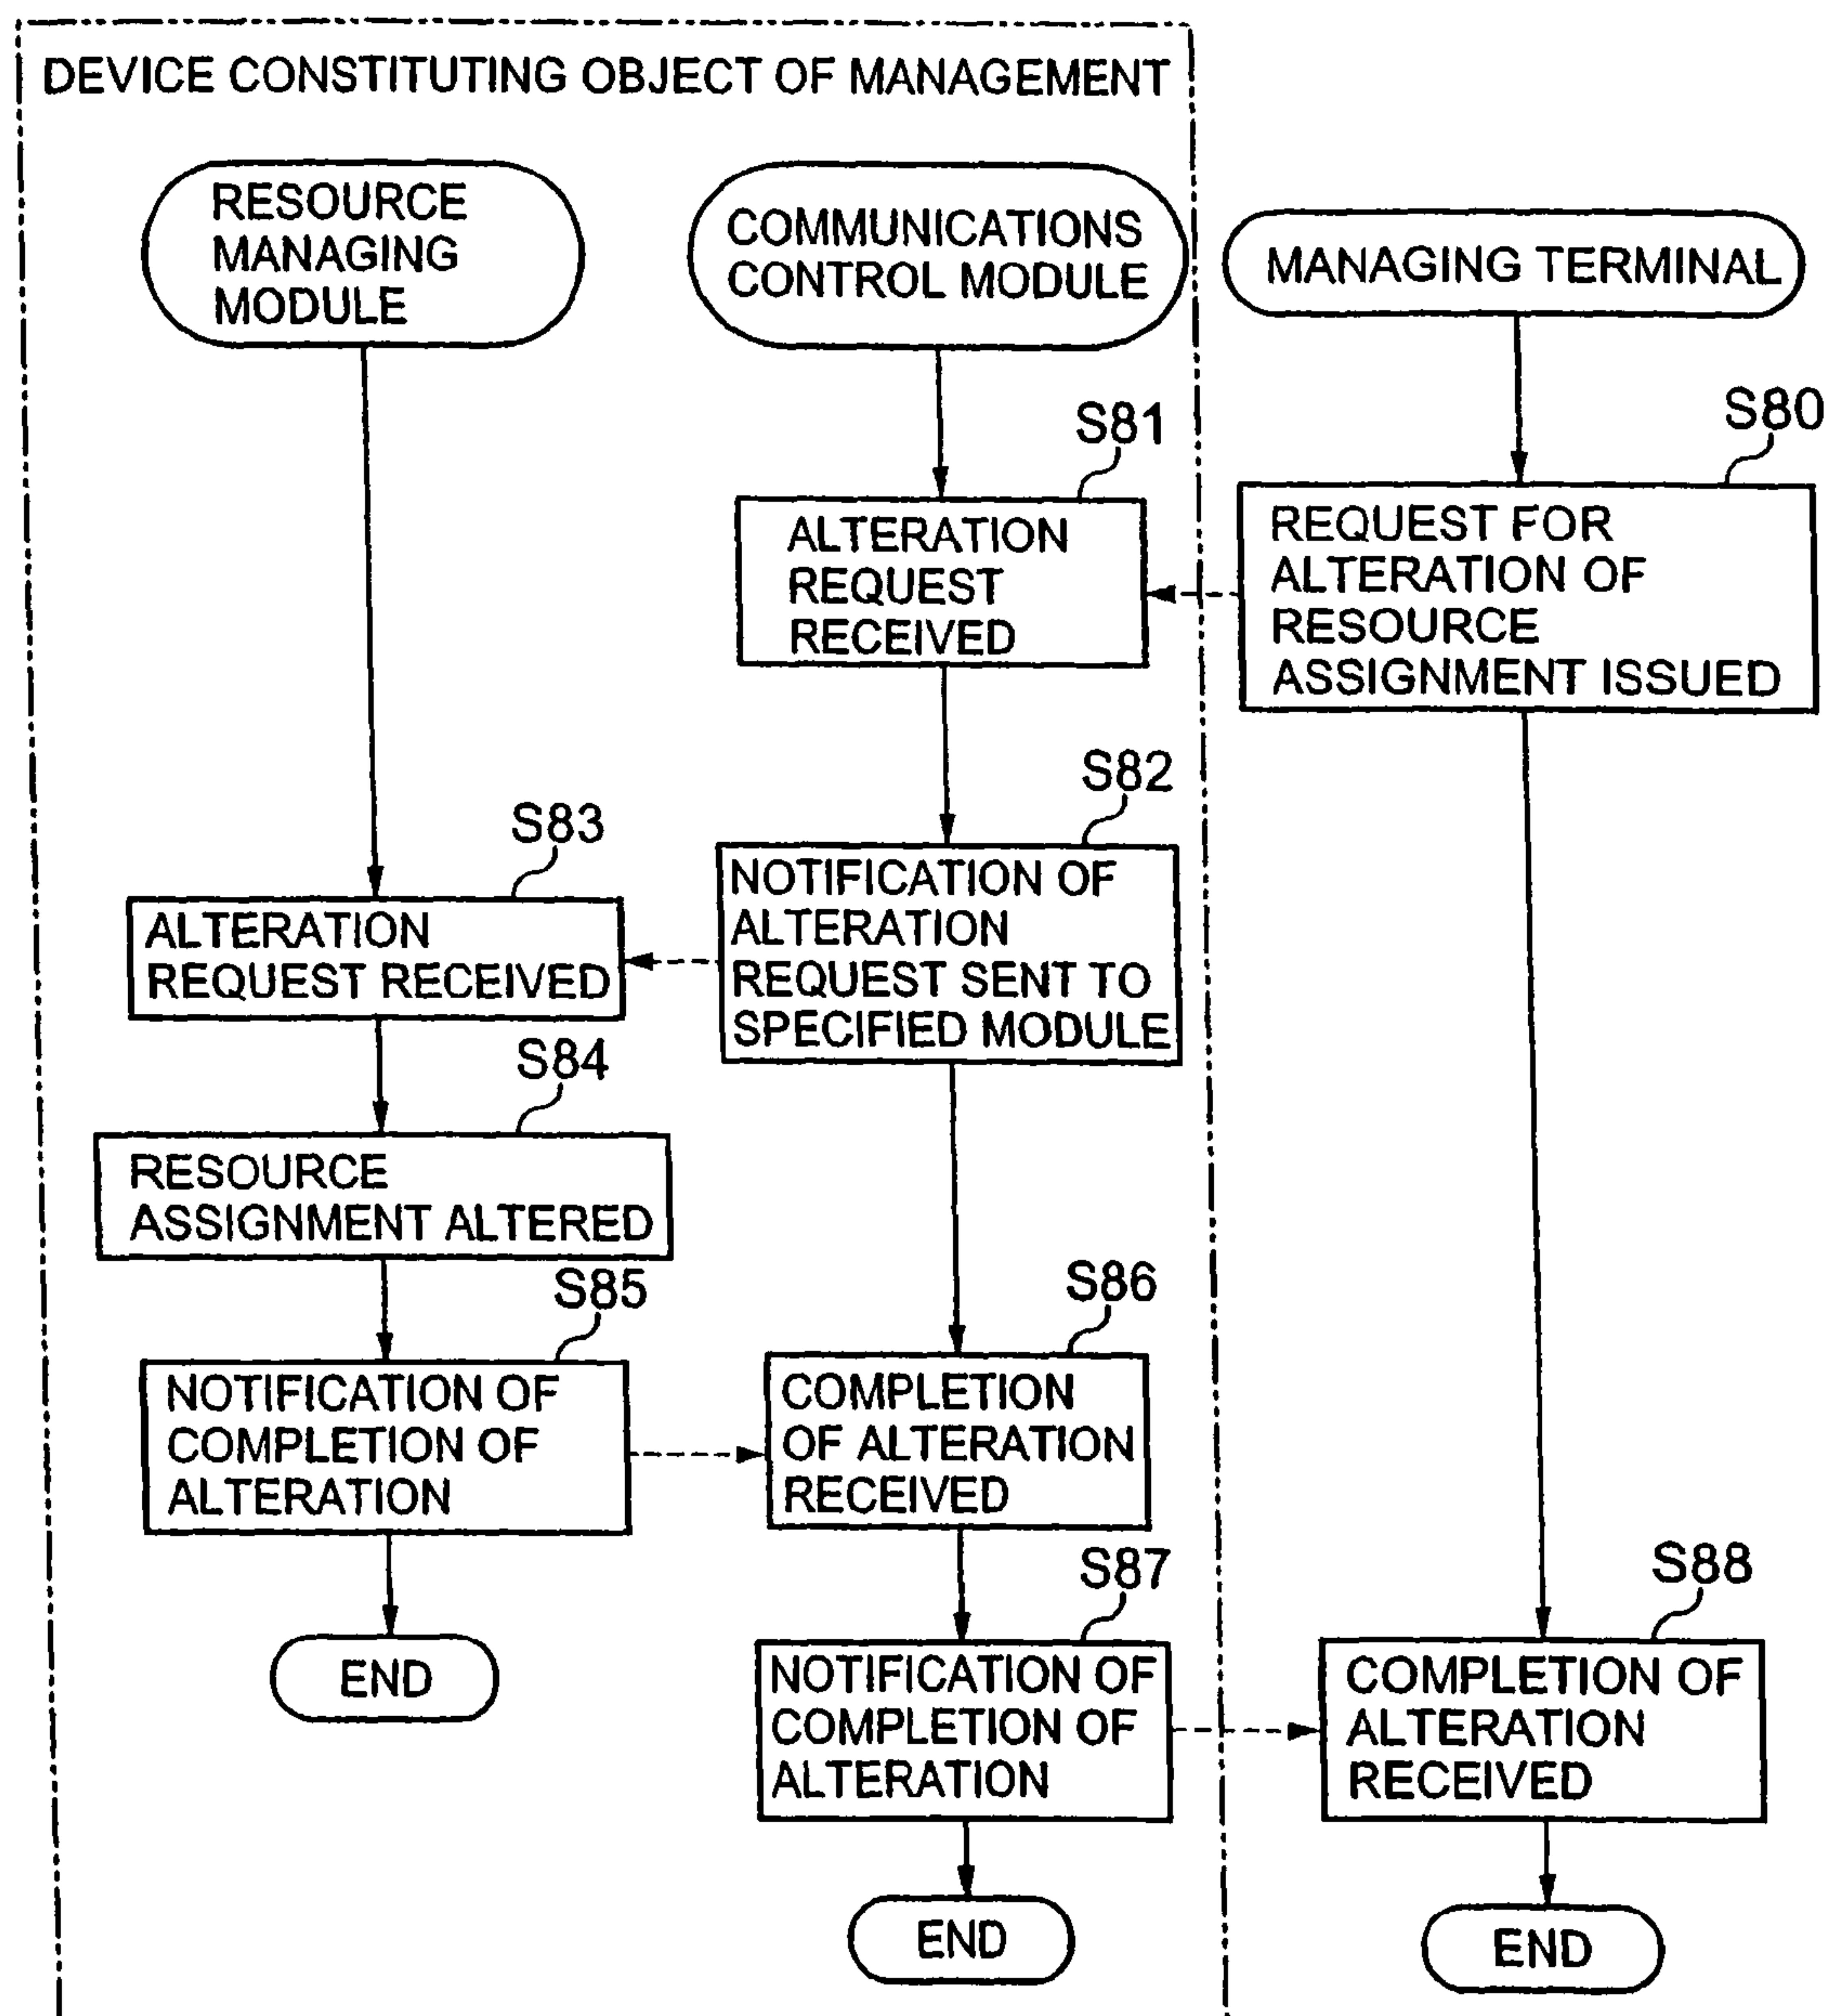 DEVICE CONSTITUTING OBJECT OF MANAGEMENT
RESOURCE
MANAGING
MODULE
COMMUNICATIONS
CONTROL MODULE
MANAGING TERMINAL
S80
REQUEST FOR
ALTERATION OF
RESOURCE
ASSIGNMENT ISSUED
S81
ALTERATION
REQUEST
RECEIVED
S82
NOTIFICATION OF
ALTERATION
REQUEST SENT TO
SPECIFIED MODULE
S83
ALTERATION
REQUEST RECEIVED
S84
RESOURCE
ASSIGNMENT ALTERED
S85
NOTIFICATION OF
COMPLETION OF
ALTERATION
S86
COMPLETION
OF ALTERATION
RECEIVED
S87
NOTIFICATION OF
COMPLETION OF
ALTERATION
S88
COMPLETION OF
ALTERATION
RECEIVED
END
END
END